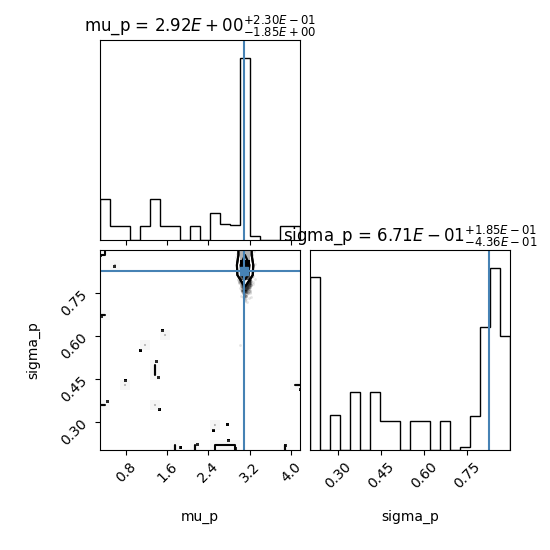 mu_p = 2.92E + 00+2.30E − 01 −1.85E + 00
sigma_p = 6.71E − 01+1.85E − 01 −4.36E − 01
sigma_p
0.75
0.60
0.45
0.30
0.8 1.6 2.4 3.2 4.0
0.30 0.45 0.60 0.75
mu_p
sigma_p